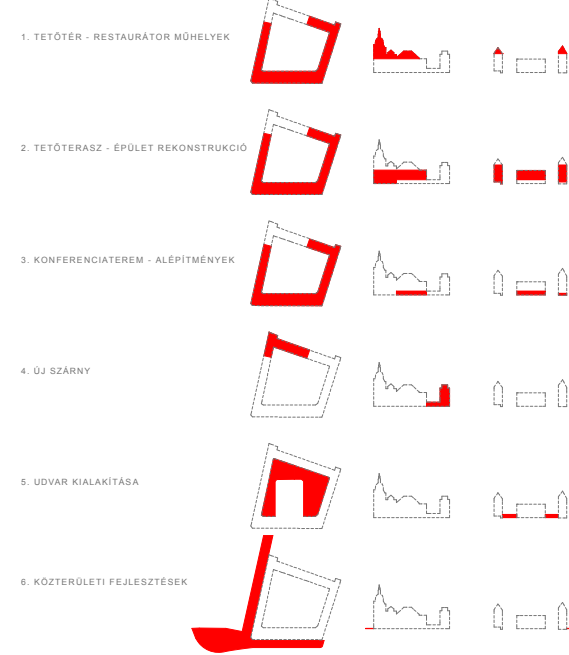 1. TETŐTÉR - RESTAURÁTOR MŰHELYEK
2. TETŐTERASZ - ÉPÜLET REKONSTRUKCIÓ
3. KONFERENCIATEREM - ALÉPÍTMÉNYEK
4. ÚJ SZÁRNY
5. UDVAR KIALAKÍTÁSA
6. KÖZTERÜLETI FEJLESZTÉSEK